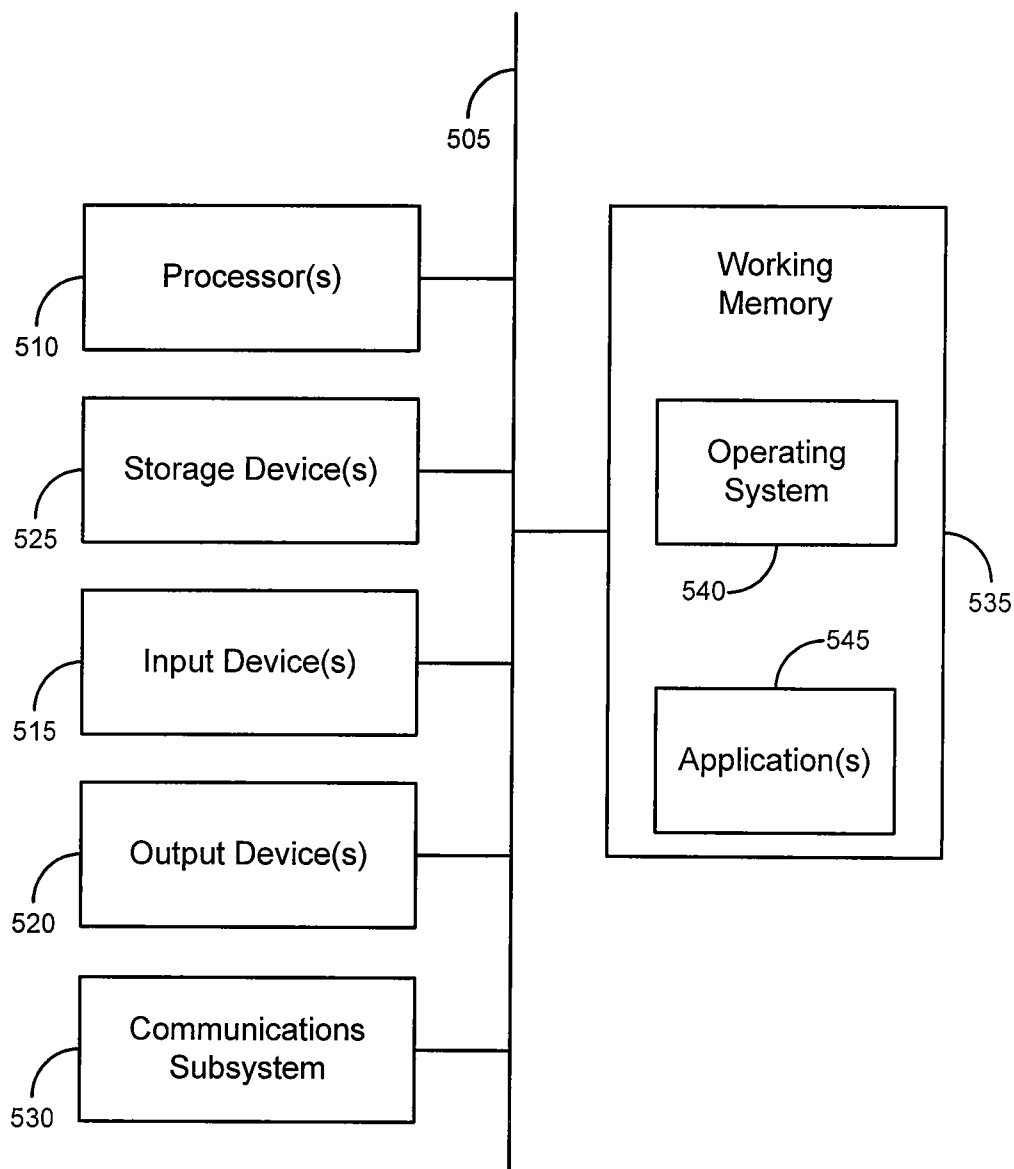 505
Processor(s)
510
Storage Device(s)
525
Input Device(s)
515
Output Device(s)
520
Communications
Subsystem
530
Working
Memory
Operating
System
540
535
545
Application(s)